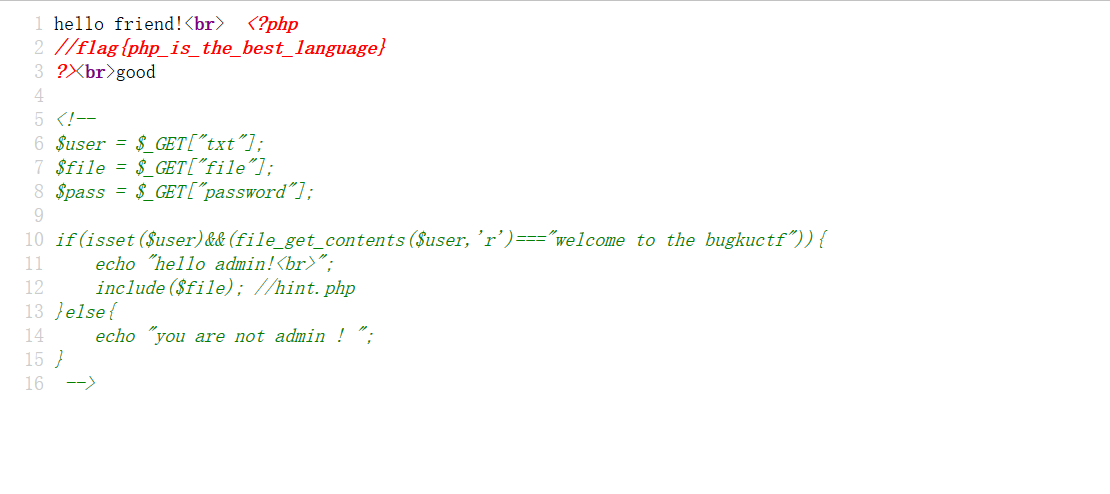 1 hello friend!<br>  <?php
2 //flag{php_is_the_best_language}
3 ?><br>good
4
5 <!--
6 $user = $_GET["txt"];
7 $file = $_GET["file"];
8 $pass = $_GET["password"];
9
10 if(isset($user)&&(file_get_contents($user,'r')==="welcome to the bugkuctf")){
11     echo "hello admin!<br>";
12     include($file); //hint.php
13 }else{
14     echo "you are not admin ! ";
15 }
16  -->